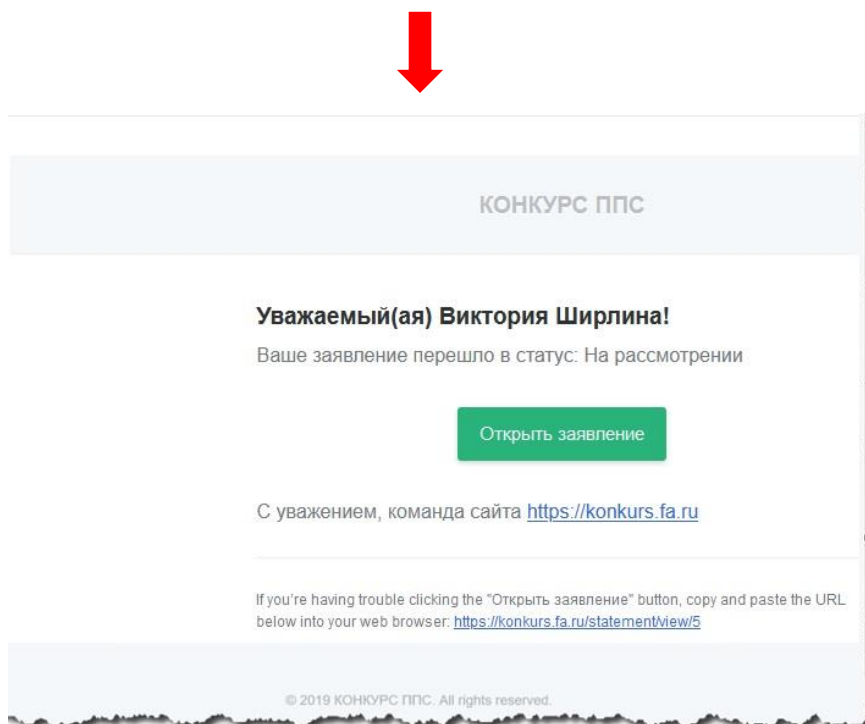 КОНКУРС ППС
Уважаемый(ая) Виктория Ширлина!
Ваше заявление перешло в статус: На рассмотрении
Открыть заявление
С уважением, команда сайта https://konkurs.fa.ru
If you're having trouble clicking the "Открыть заявление" button, copy and paste the URL
below into your web browser: https://konkurs.fa.ru/statement/view/5
© 2019 КОНКУРС ППС. All rights reserved.